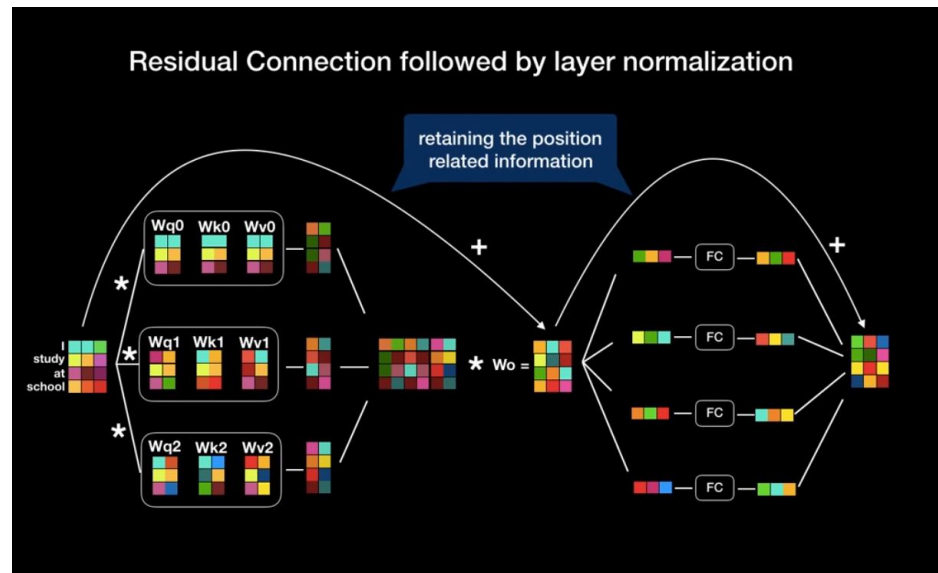 Residual Connection followed by layer normalization
retaining the position
related information
Wq0 Wk0 Wv0
+
+
*
FC
I
study
at
school
*
Wq1 Wk1 Wv1
* Wo =
FC
*
Wq2 Wk2 Wv2
FC
FC